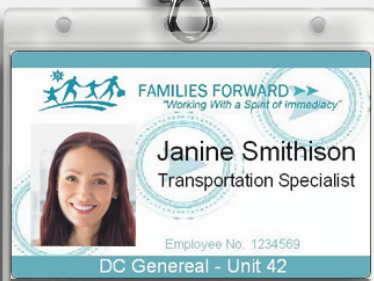 FAMILIES FORWARD
"Working With a Spirit of Immediacy"
Janine Smithison
Transportation Specialist
Employee No. 1234569
DC Genereal - Unit 42